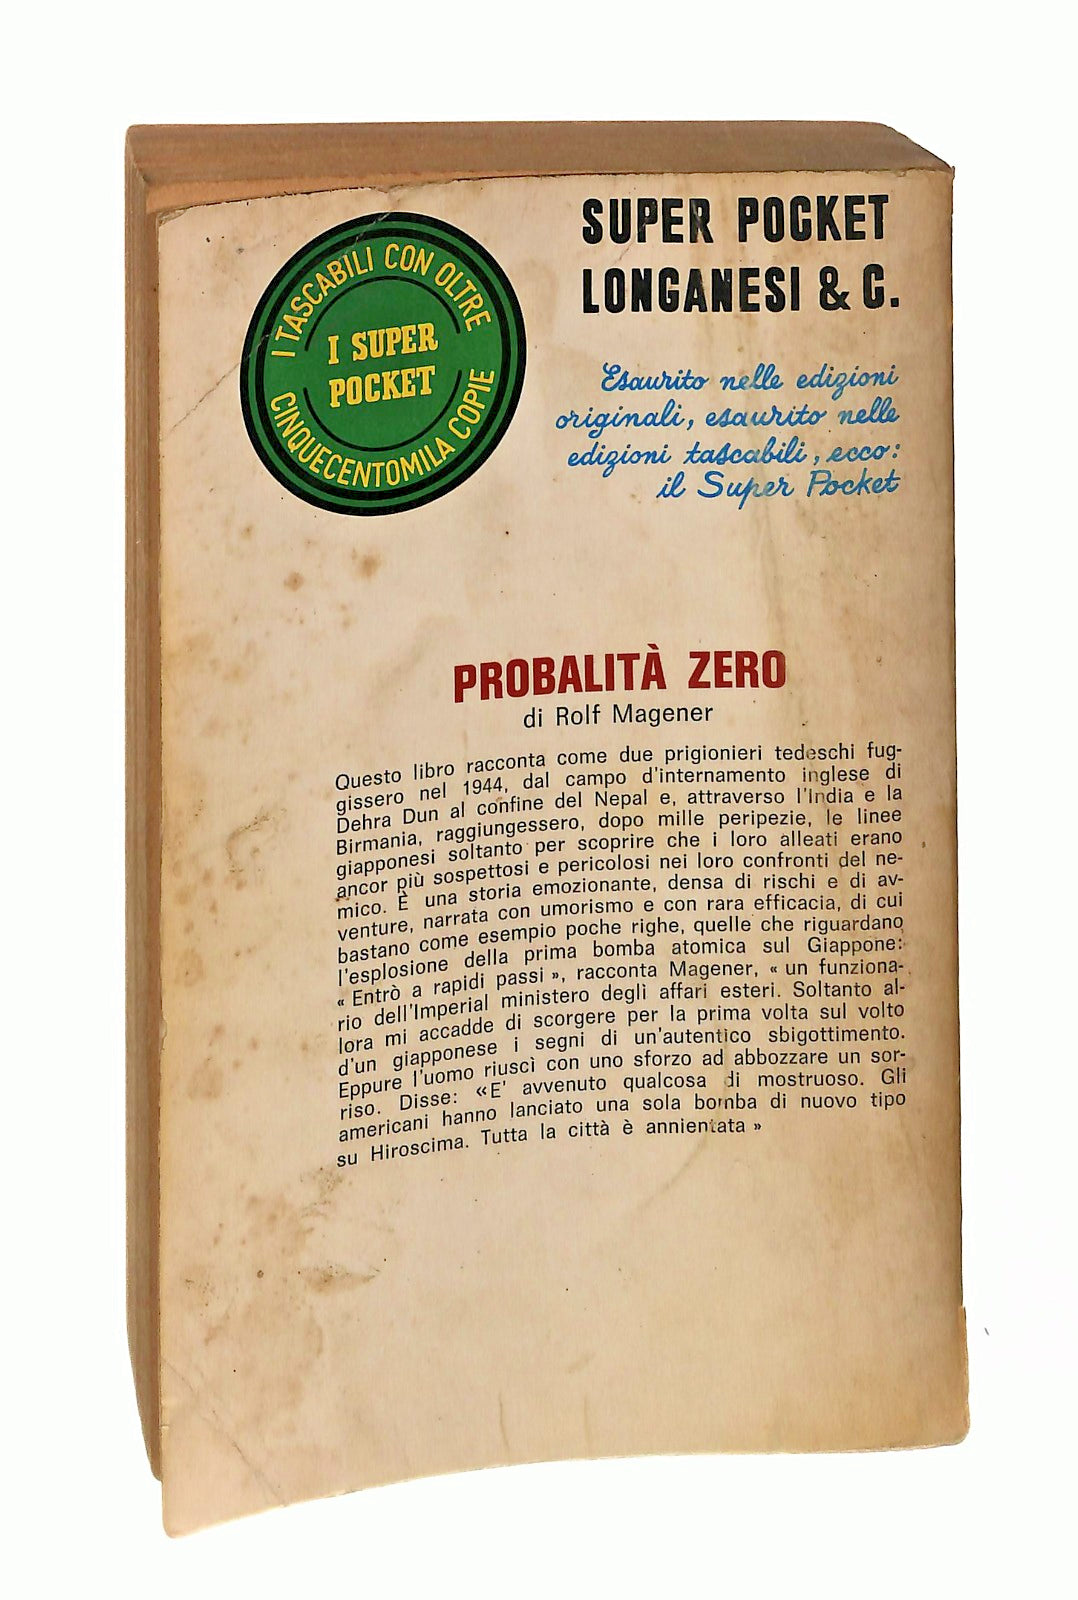 I TASCABILI CON OLTRE
I SUPER
POCKET
CINQUECENTOMILA COPIE
SUPER POCKET
LONGANESI & C.
Esaurito nelle edizioni
originali, esaurito nelle
edizioni tascabili, ecco:
il Super Pocket
PROBALITÀ ZERO
di Rolf Magener
Questo libro racconta come due prigionieri tedeschi fug-
gissero nel 1944, dal campo d'internamento inglese di
Dehra Dun al confine del Nepal e, attraverso l'India e la
Birmania, raggiungessero, dopo mille peripezie, le linee
giapponesi soltanto per scoprire che i loro alleati erano
ancor più sospettosi e pericolosi nei loro confronti del ne-
mico. È una storia emozionante, densa di rischi e di av-
venture, narrata con umorismo e con rara efficacia, di cui
bastano come esempio poche righe, quelle che riguardano
l'esplosione della prima bomba atomica sul Giappone:
« Entrò a rapidi passi », racconta Magener, « un funziona-
rio dell'Imperial ministero degli affari esteri. Soltanto al-
lora mi accadde di scorgere per la prima volta sul volto
d'un giapponese i segni di un'autentico sbigottimento.
Eppure l'uomo riuscì con uno sforzo ad abbozzare un sor-
riso. Disse: «E' avvenuto qualcosa di mostruoso. Gli
americani hanno lanciato una sola bomba di nuovo tipo
su Hiroscima. Tutta la città è annientata »